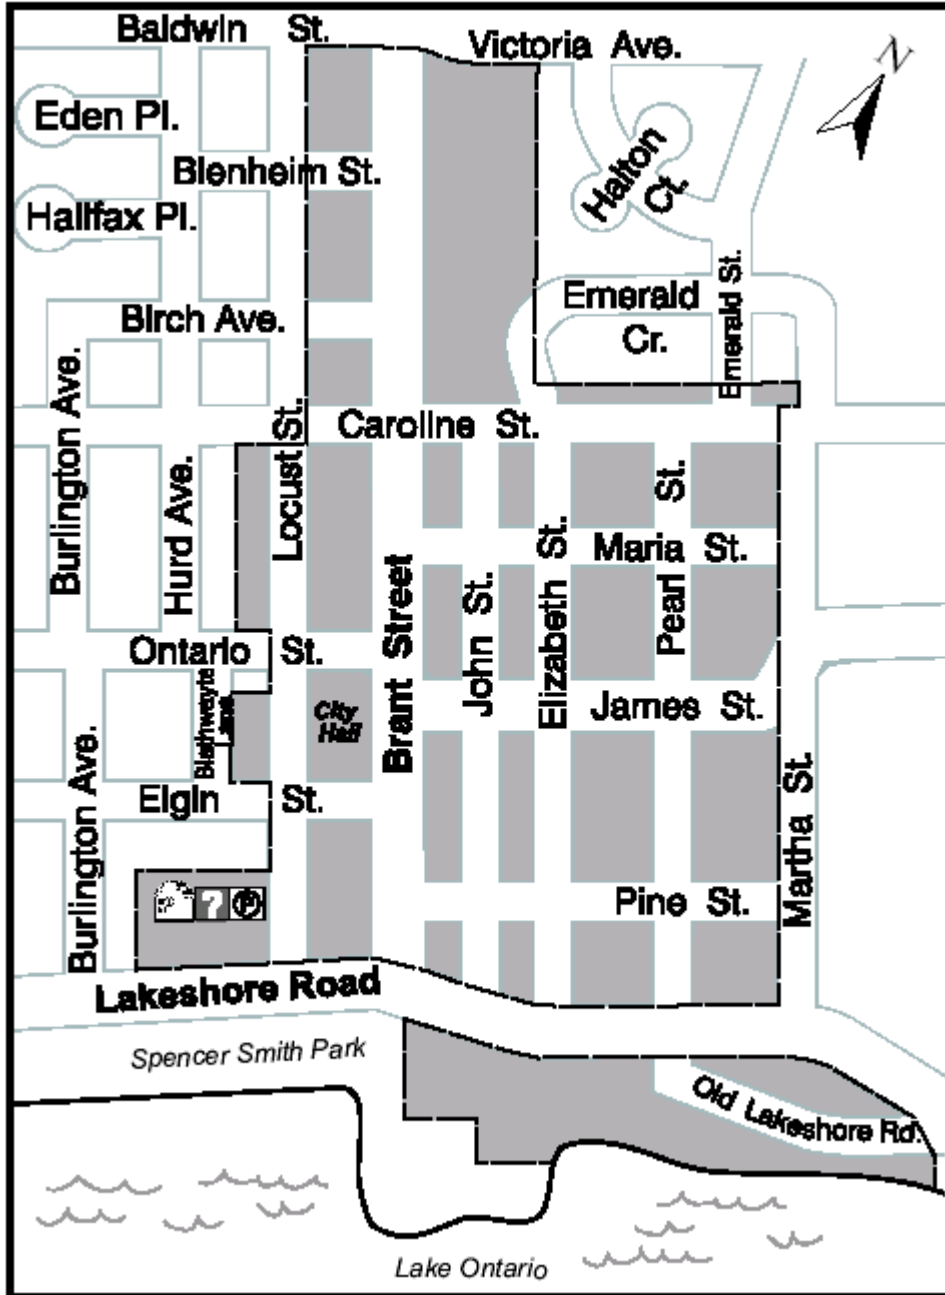 Baldwin St.
Victoria Ave.
N
Eden Pl.
Halton
Ct.
Blenheim St.
Halifax Pl.
Emerald
Cr.
Emerald St.
Birch Ave.
Burlington Ave.
Hurd Ave.
Locust St.
Caroline St.
Brant Street
John St.
Elizabeth St.
Maria St.
Pearl St.
Ontario St.
Blathwayte
Lane
City
Hall
James St.
Martha St.
Burlington Ave.
Elgin St.
? P
Pine St.
Lakeshore Road
Spencer Smith Park
Old Lakeshore Rd.
Lake Ontario